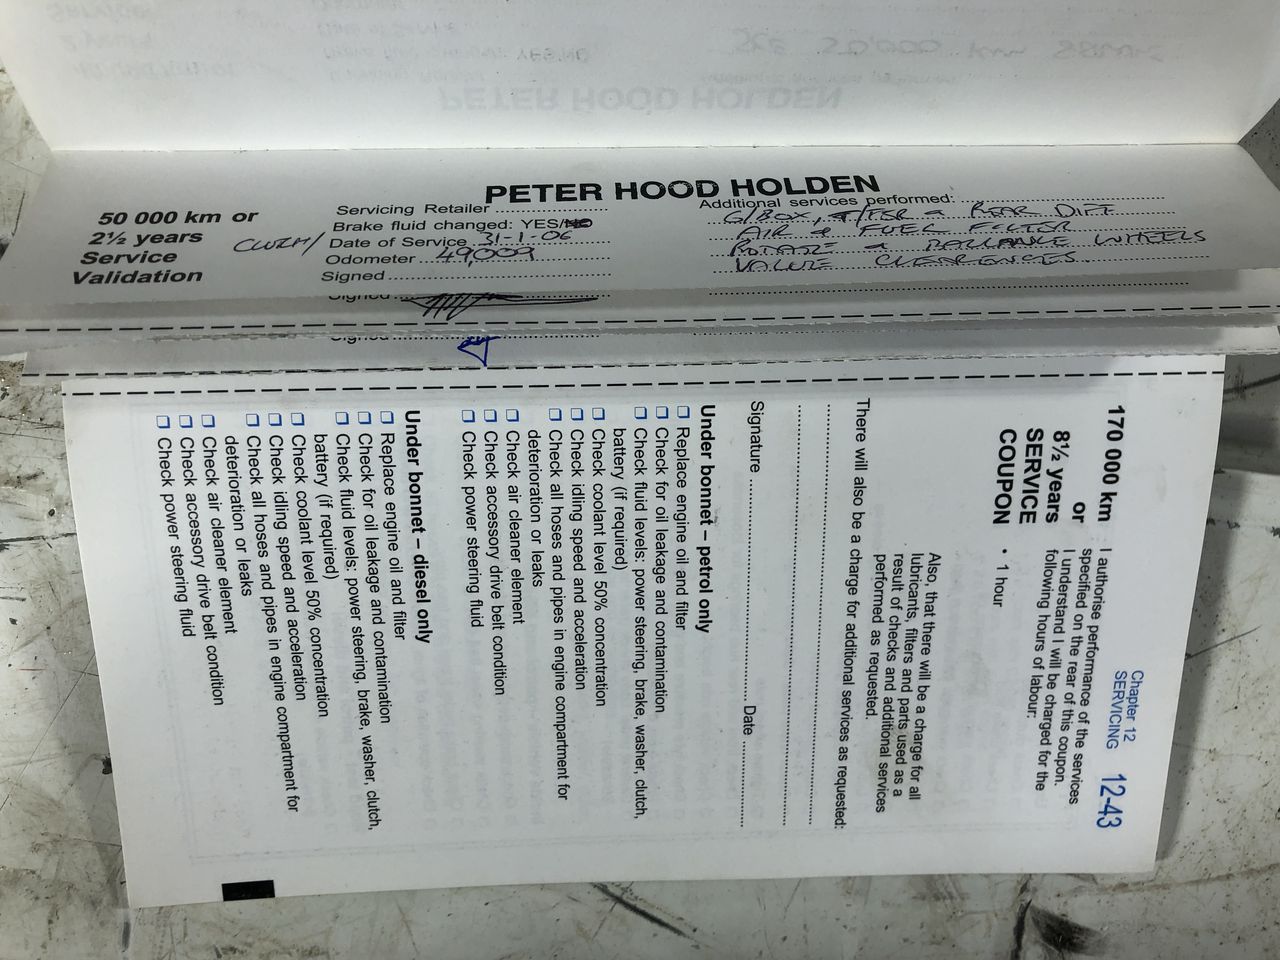 PETER HOOD HOLDEN
50 000 km or
2½ years
Service
Validation
Servicing Retailer
Brake fluid changed: YES/NO
CLUTCH/ Date of Service 31-1-06
Odometer 49,009
Signed
Additional services performed:
G/BOX, T/FER & REAR DIFF
AIR & FUEL FILTER
ROTATE & BALLANCE WHEELS
VALVE CLEARENCES.
Signed
Signed
Chapter 12
SERVICING 12-43
170 000 km
or
8½ years
SERVICE
COUPON
I authorise performance of the services
specified on the rear of this coupon.
I understand I will be charged for the
following hours of labour:
• 1 hour
Also, that there will be a charge for all
lubricants, filters and parts used as a
result of checks and additional services
performed as requested.
There will also be a charge for additional services as requested:
Signature Date
Under bonnet – petrol only
❑ Replace engine oil and filter
❑ Check for oil leakage and contamination
❑ Check fluid levels: power steering, brake, washer, clutch,
battery (if required)
❑ Check coolant level 50% concentration
❑ Check idling speed and acceleration
❑ Check all hoses and pipes in engine compartment for
deterioration or leaks
❑ Check air cleaner element
❑ Check accessory drive belt condition
❑ Check power steering fluid
Under bonnet – diesel only
❑ Replace engine oil and filter
❑ Check for oil leakage and contamination
❑ Check fluid levels: power steering, brake, washer, clutch,
battery (if required)
❑ Check coolant level 50% concentration
❑ Check idling speed and acceleration
❑ Check all hoses and pipes in engine compartment for
deterioration or leaks
❑ Check air cleaner element
❑ Check accessory drive belt condition
❑ Check power steering fluid